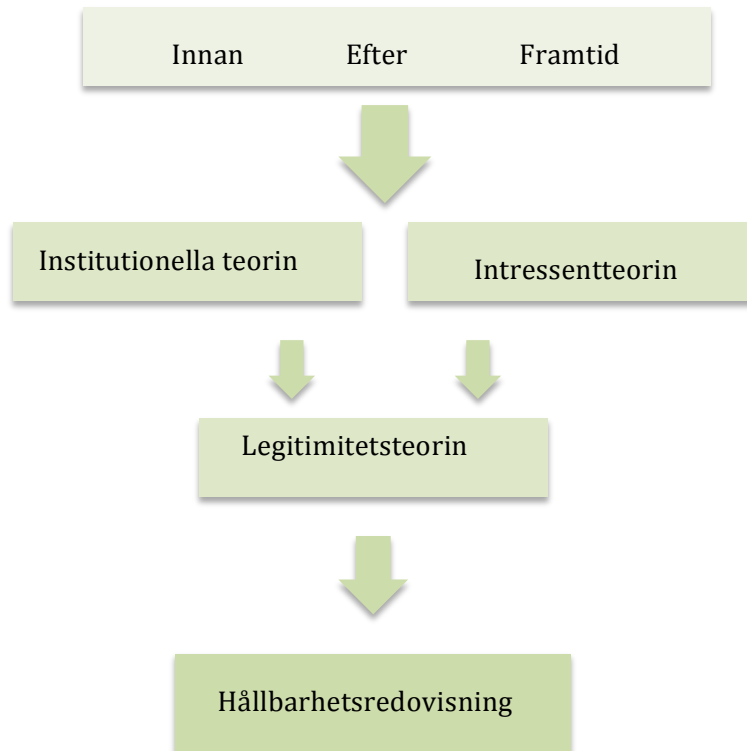 Innan Efter Framtid
Institutionella teorin
Intressentteorin
Legitimitetsteorin
Hållbarhetsredovisning